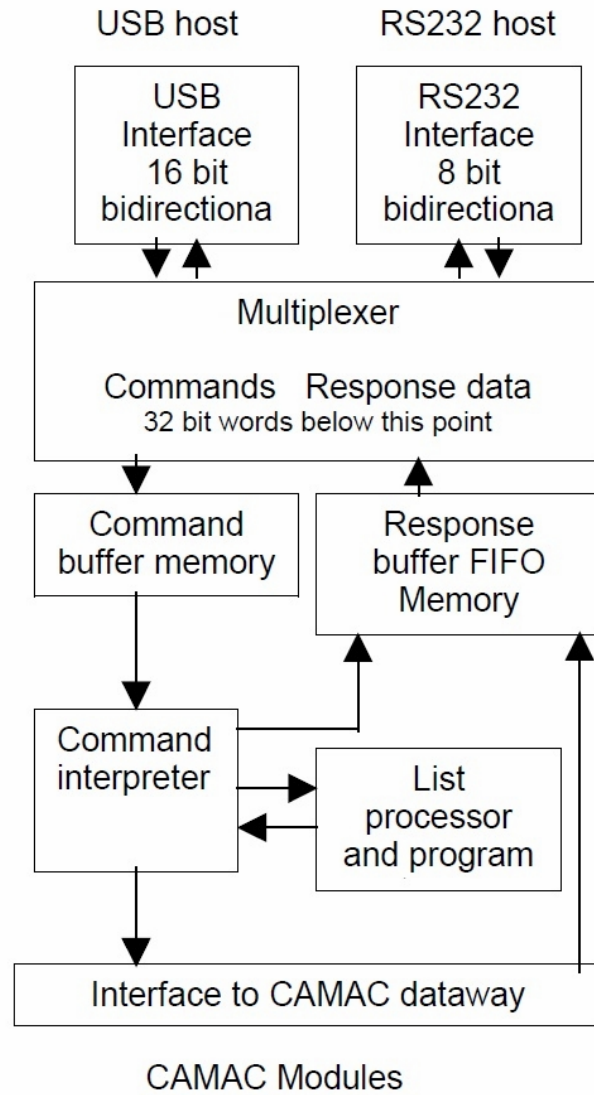 USB host
RS232 host
USB
Interface
16 bit
bidirectiona
RS232
Interface
8 bit
bidirectiona
Multiplexer
Commands Response data
32 bit words below this point
Command
buffer memory
Response
buffer FIFO
Memory
Command
interpreter
List
processor
and program
Interface to CAMAC dataway
CAMAC Modules